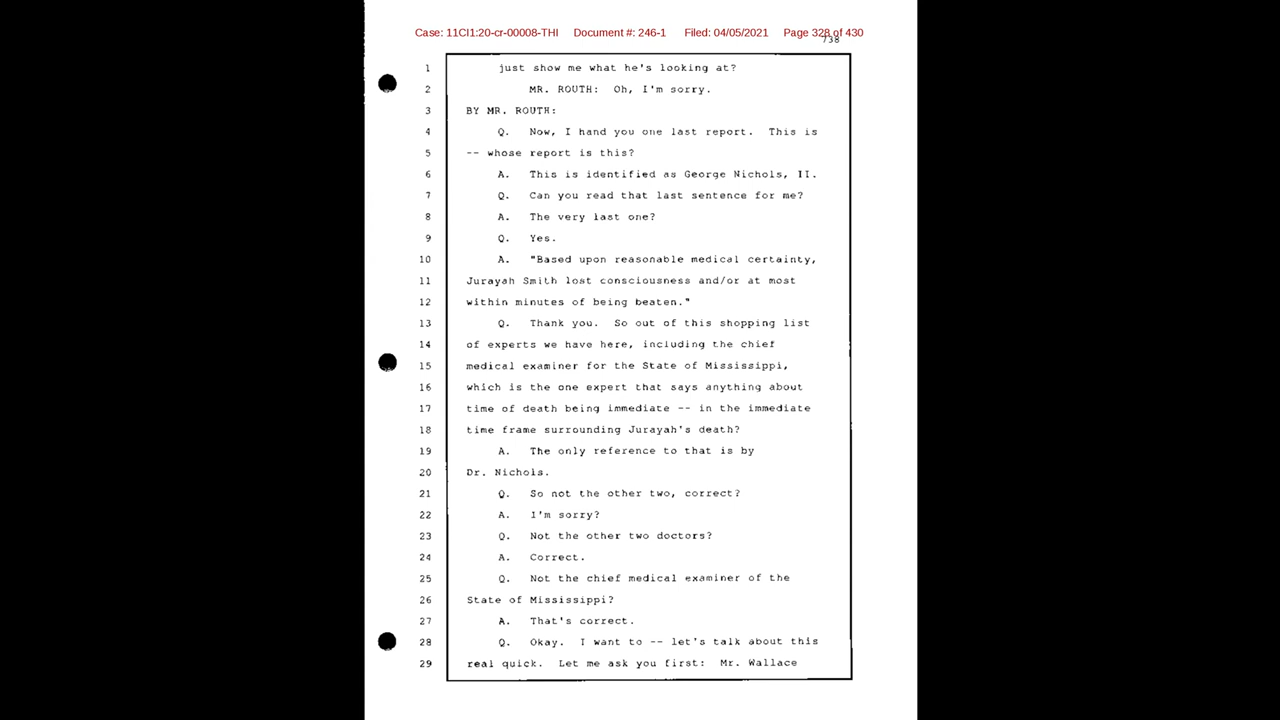 Case: 11CI1:20-cr-00008-THI Document #: 246-1 Filed: 04/05/2021 Page 328 of 430
738
1 just show me what he's looking at?
2 MR. ROUTH: Oh, I'm sorry.
3 BY MR. ROUTH:
4 Q. Now, I hand you one last report. This is
5 -- whose report is this?
6 A. This is identified as George Nichols, II.
7 Q. Can you read that last sentence for me?
8 A. The very last one?
9 Q. Yes.
10 A. "Based upon reasonable medical certainty,
11 Jurayah Smith lost consciousness and/or at most
12 within minutes of being beaten."
13 Q. Thank you. So out of this shopping list
14 of experts we have here, including the chief
15 medical examiner for the State of Mississippi,
16 which is the one expert that says anything about
17 time of death being immediate -- in the immediate
18 time frame surrounding Jurayah's death?
19 A. The only reference to that is by
20 Dr. Nichols.
21 Q. So not the other two, correct?
22 A. I'm sorry?
23 Q. Not the other two doctors?
24 A. Correct.
25 Q. Not the chief medical examiner of the
26 State of Mississippi?
27 A. That's correct.
28 Q. Okay. I want to -- let's talk about this
29 real quick. Let me ask you first: Mr. Wallace